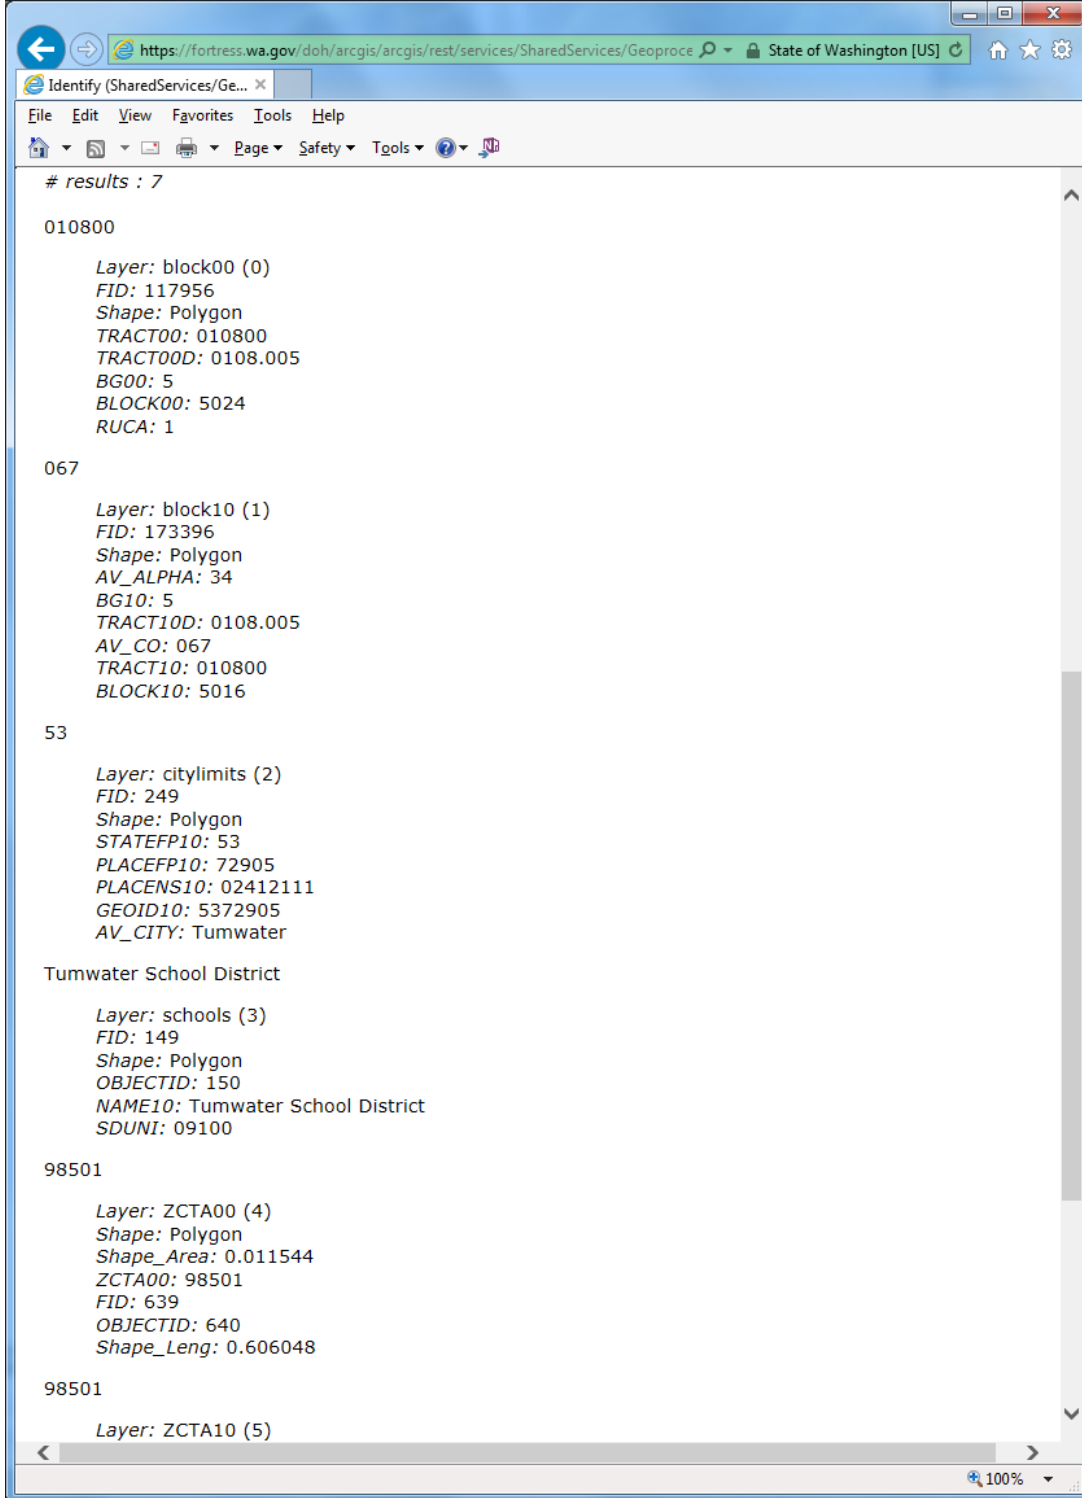 https://fortress.wa.gov/doh/arcgis/arcgis/rest/services/SharedServices/Geoproce
State of Washington [US]
Identify (SharedServices/Ge...
File Edit View Favorites Tools Help
Page Safety Tools
# results : 7
010800
Layer: block00 (0)
FID: 117956
Shape: Polygon
TRACT00: 010800
TRACT00D: 0108.005
BG00: 5
BLOCK00: 5024
RUCA: 1
067
Layer: block10 (1)
FID: 173396
Shape: Polygon
AV_ALPHA: 34
BG10: 5
TRACT10D: 0108.005
AV_CO: 067
TRACT10: 010800
BLOCK10: 5016
53
Layer: citylimits (2)
FID: 249
Shape: Polygon
STATEFP10: 53
PLACEFP10: 72905
PLACENS10: 02412111
GEOID10: 5372905
AV_CITY: Tumwater
Tumwater School District
Layer: schools (3)
FID: 149
Shape: Polygon
OBJECTID: 150
NAME10: Tumwater School District
SDUNI: 09100
98501
Layer: ZCTA00 (4)
Shape: Polygon
Shape_Area: 0.011544
ZCTA00: 98501
FID: 639
OBJECTID: 640
Shape_Leng: 0.606048
98501
Layer: ZCTA10 (5)
100%